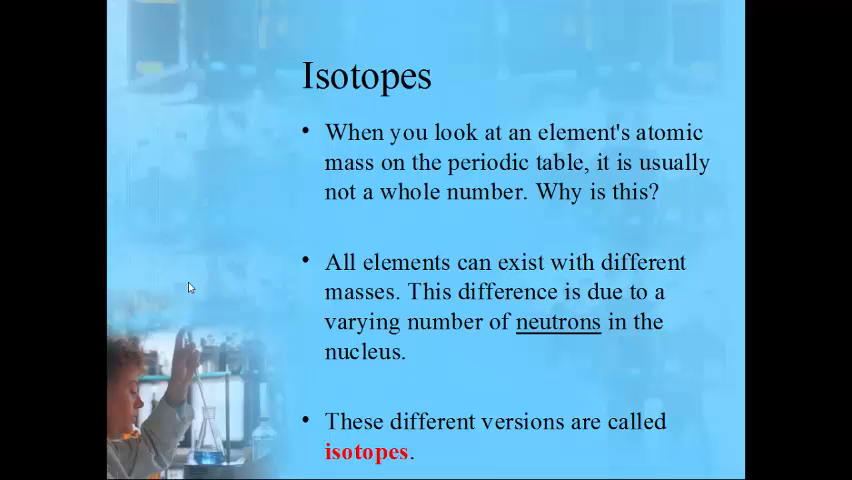 Isotopes
• When you look at an element's atomic
mass on the periodic table, it is usually
not a whole number. Why is this?
• All elements can exist with different
masses. This difference is due to a
varying number of neutrons in the
nucleus.
• These different versions are called
isotopes.